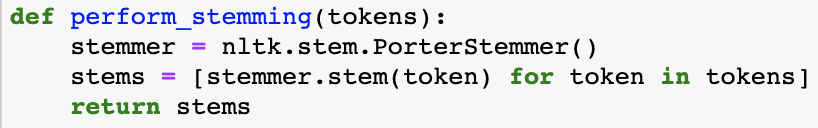 def perform_stemming(tokens):
    stemmer = nltk.stem.PorterStemmer()
    stems = [stemmer.stem(token) for token in tokens]
    return stems